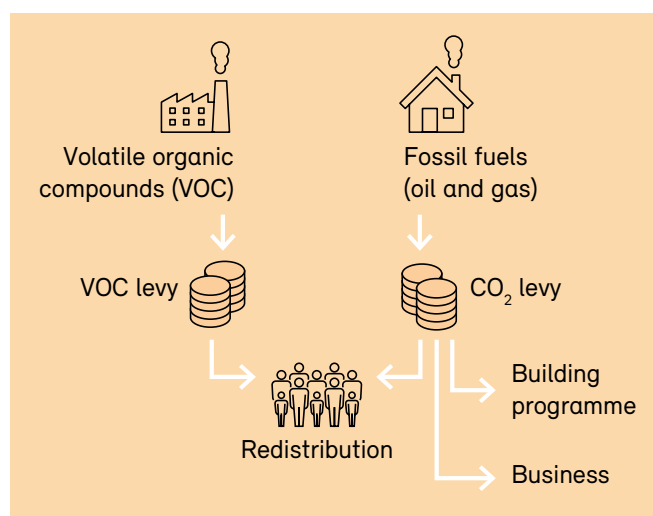 Volatile organic
compounds (VOC)
Fossil fuels
(oil and gas)
VOC levy
CO₂ levy
Redistribution
Building
programme
Business